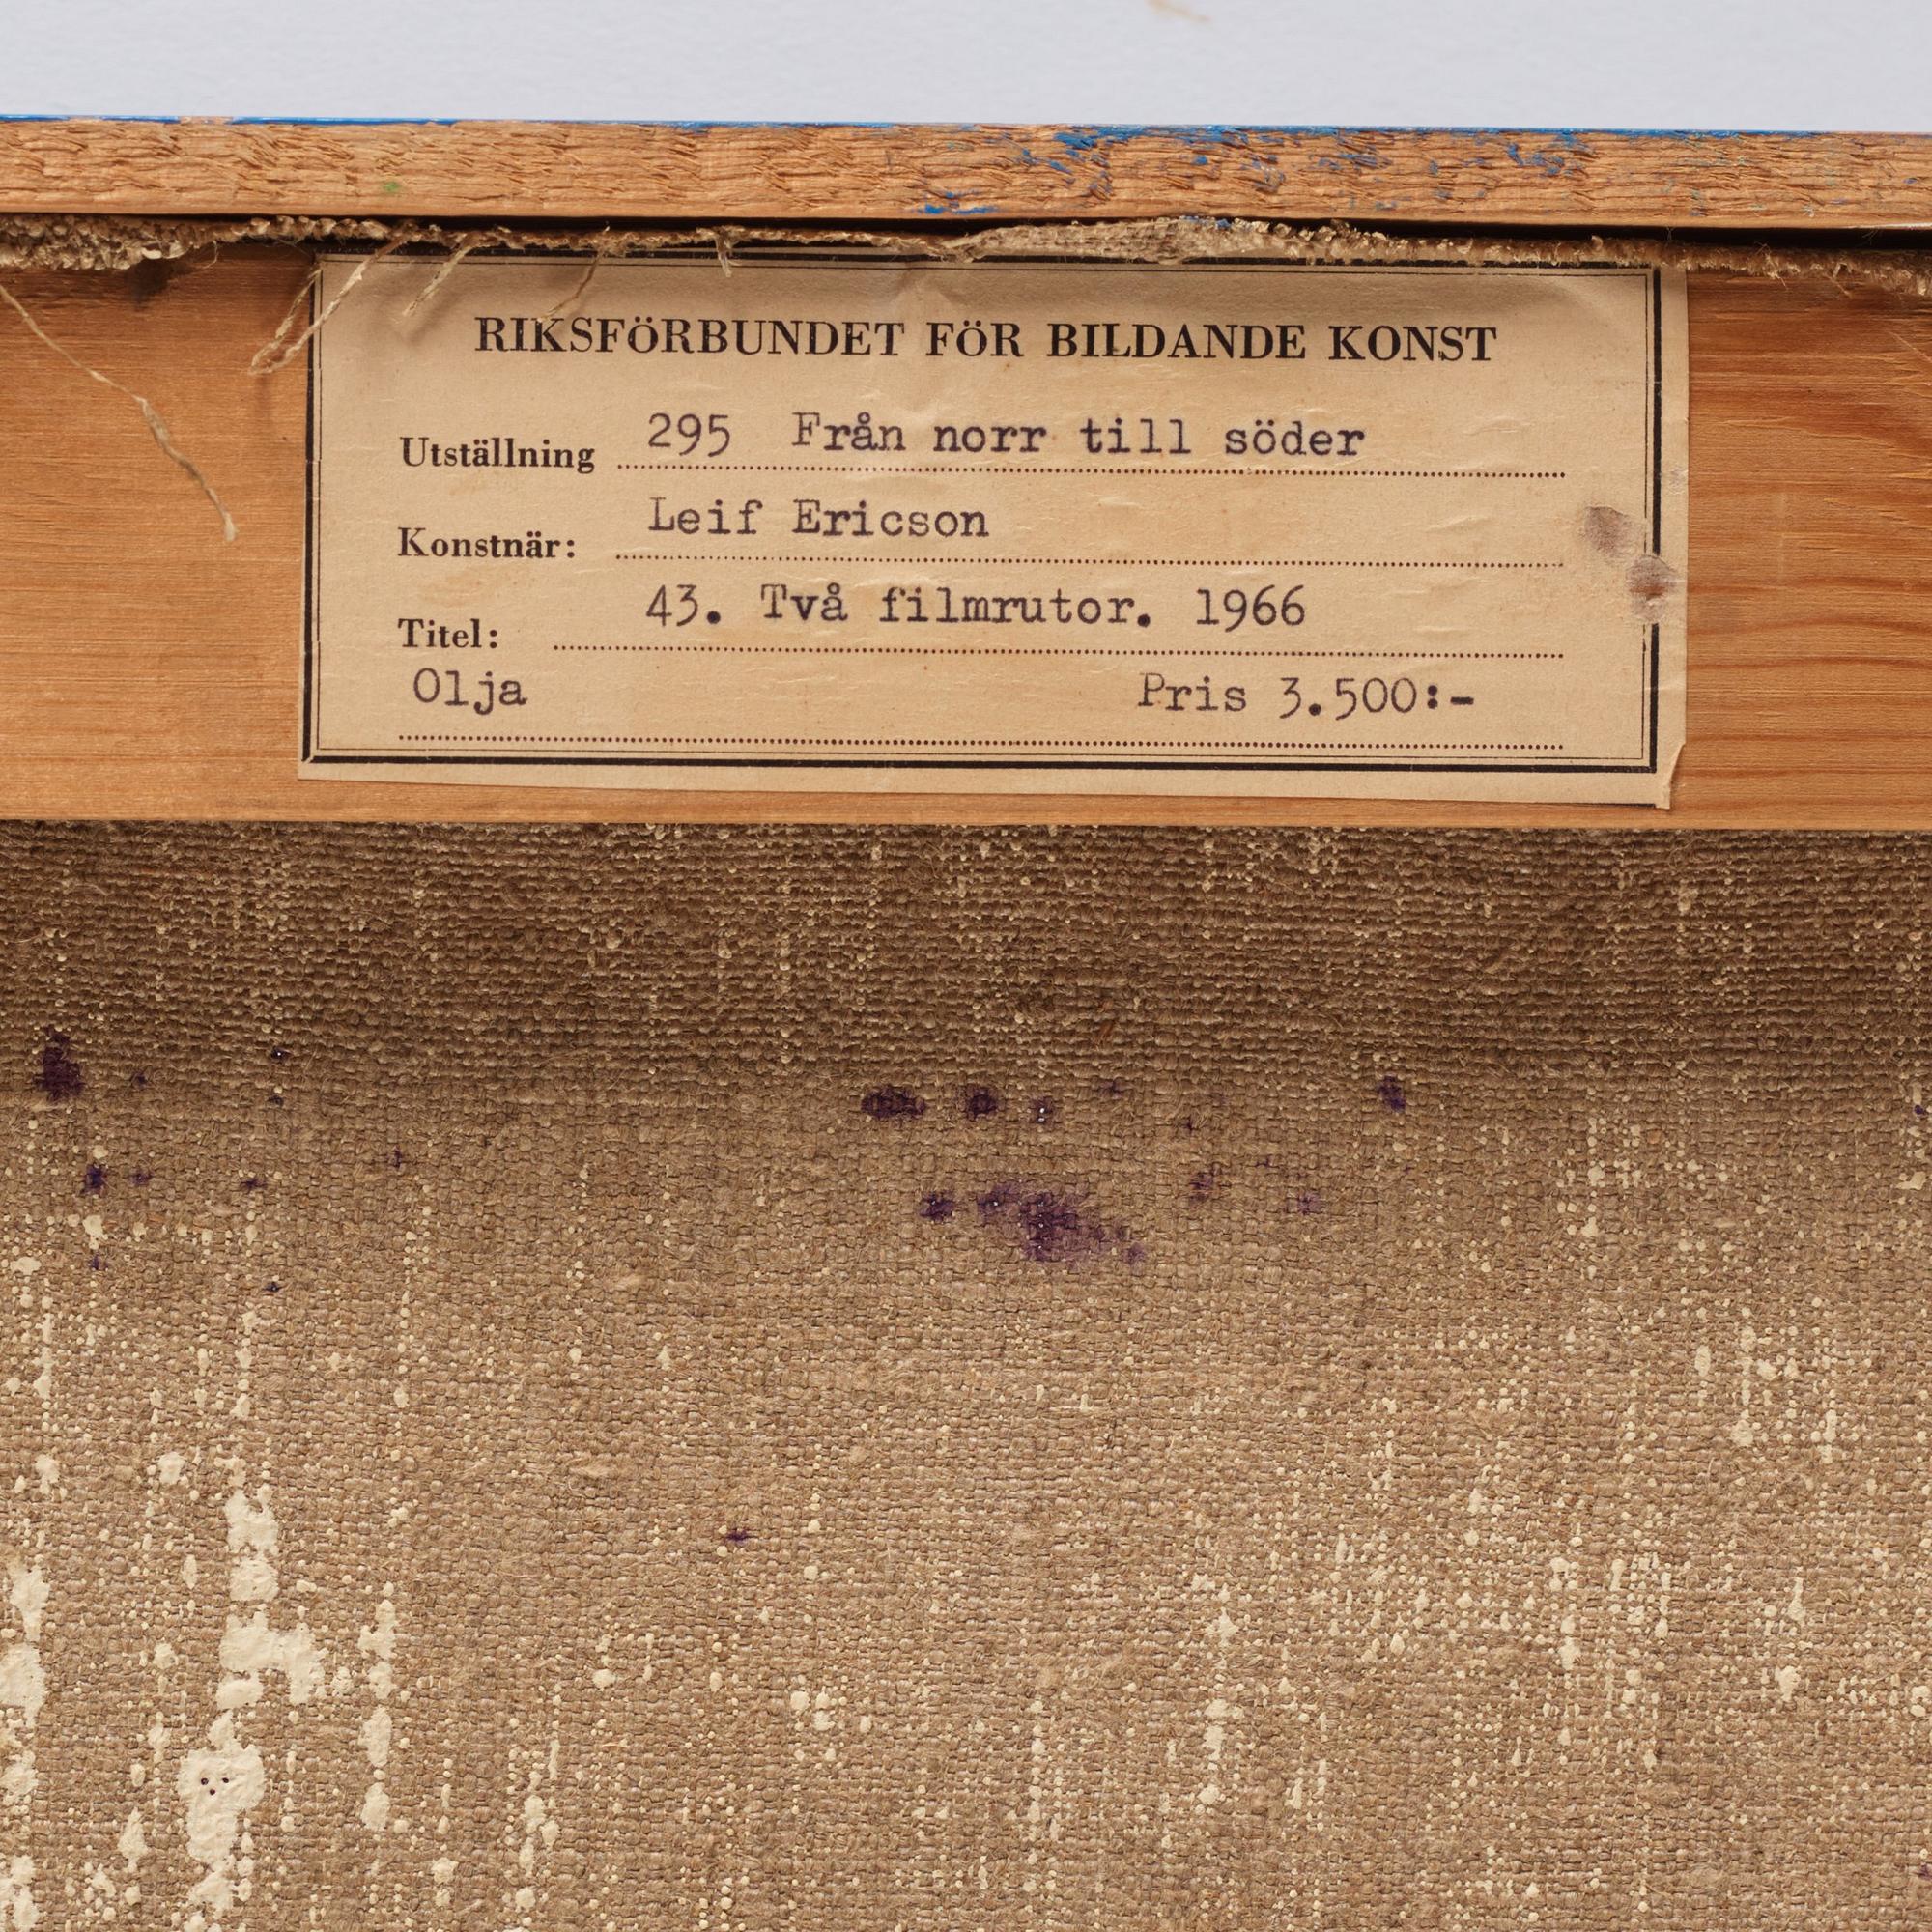 RIKSFÖRBUNDET FÖR BILDANDE KONST
Utställning 295 Från norr till söder
Konstnär: Leif Ericson
Titel: 43. Två filmrutor. 1966
Olja Pris 3.500:-